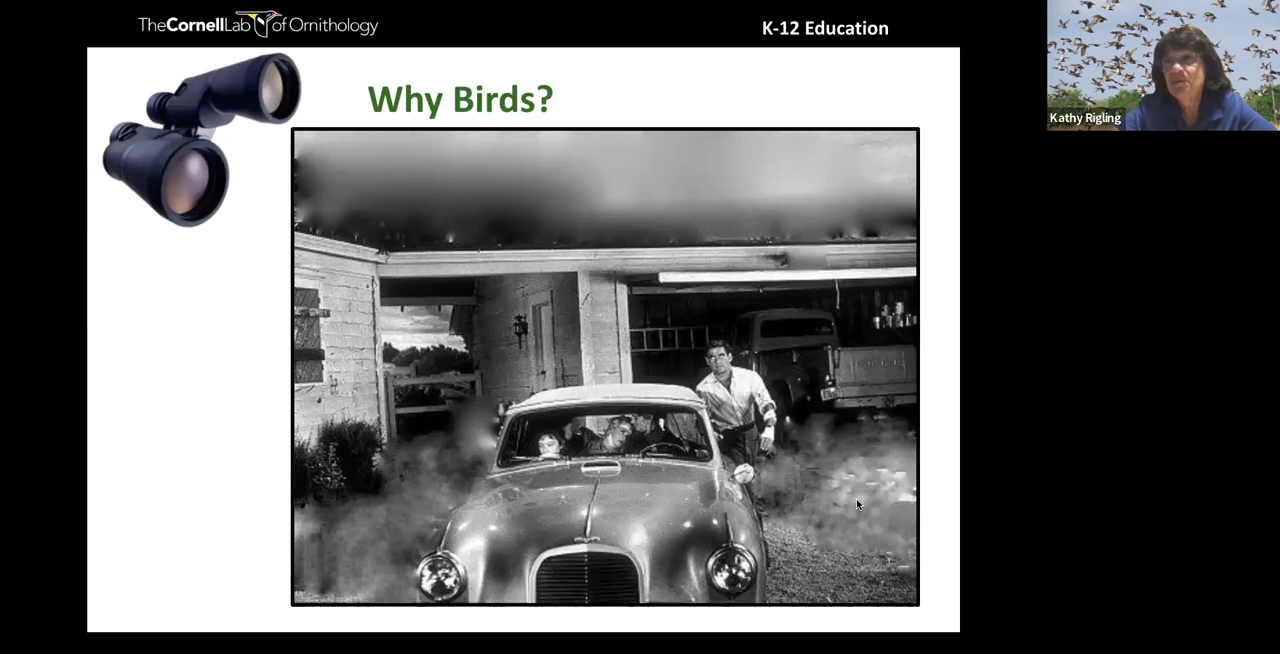 TheCornellLab of Ornithology
K-12 Education
Why Birds?
Kathy Rigling